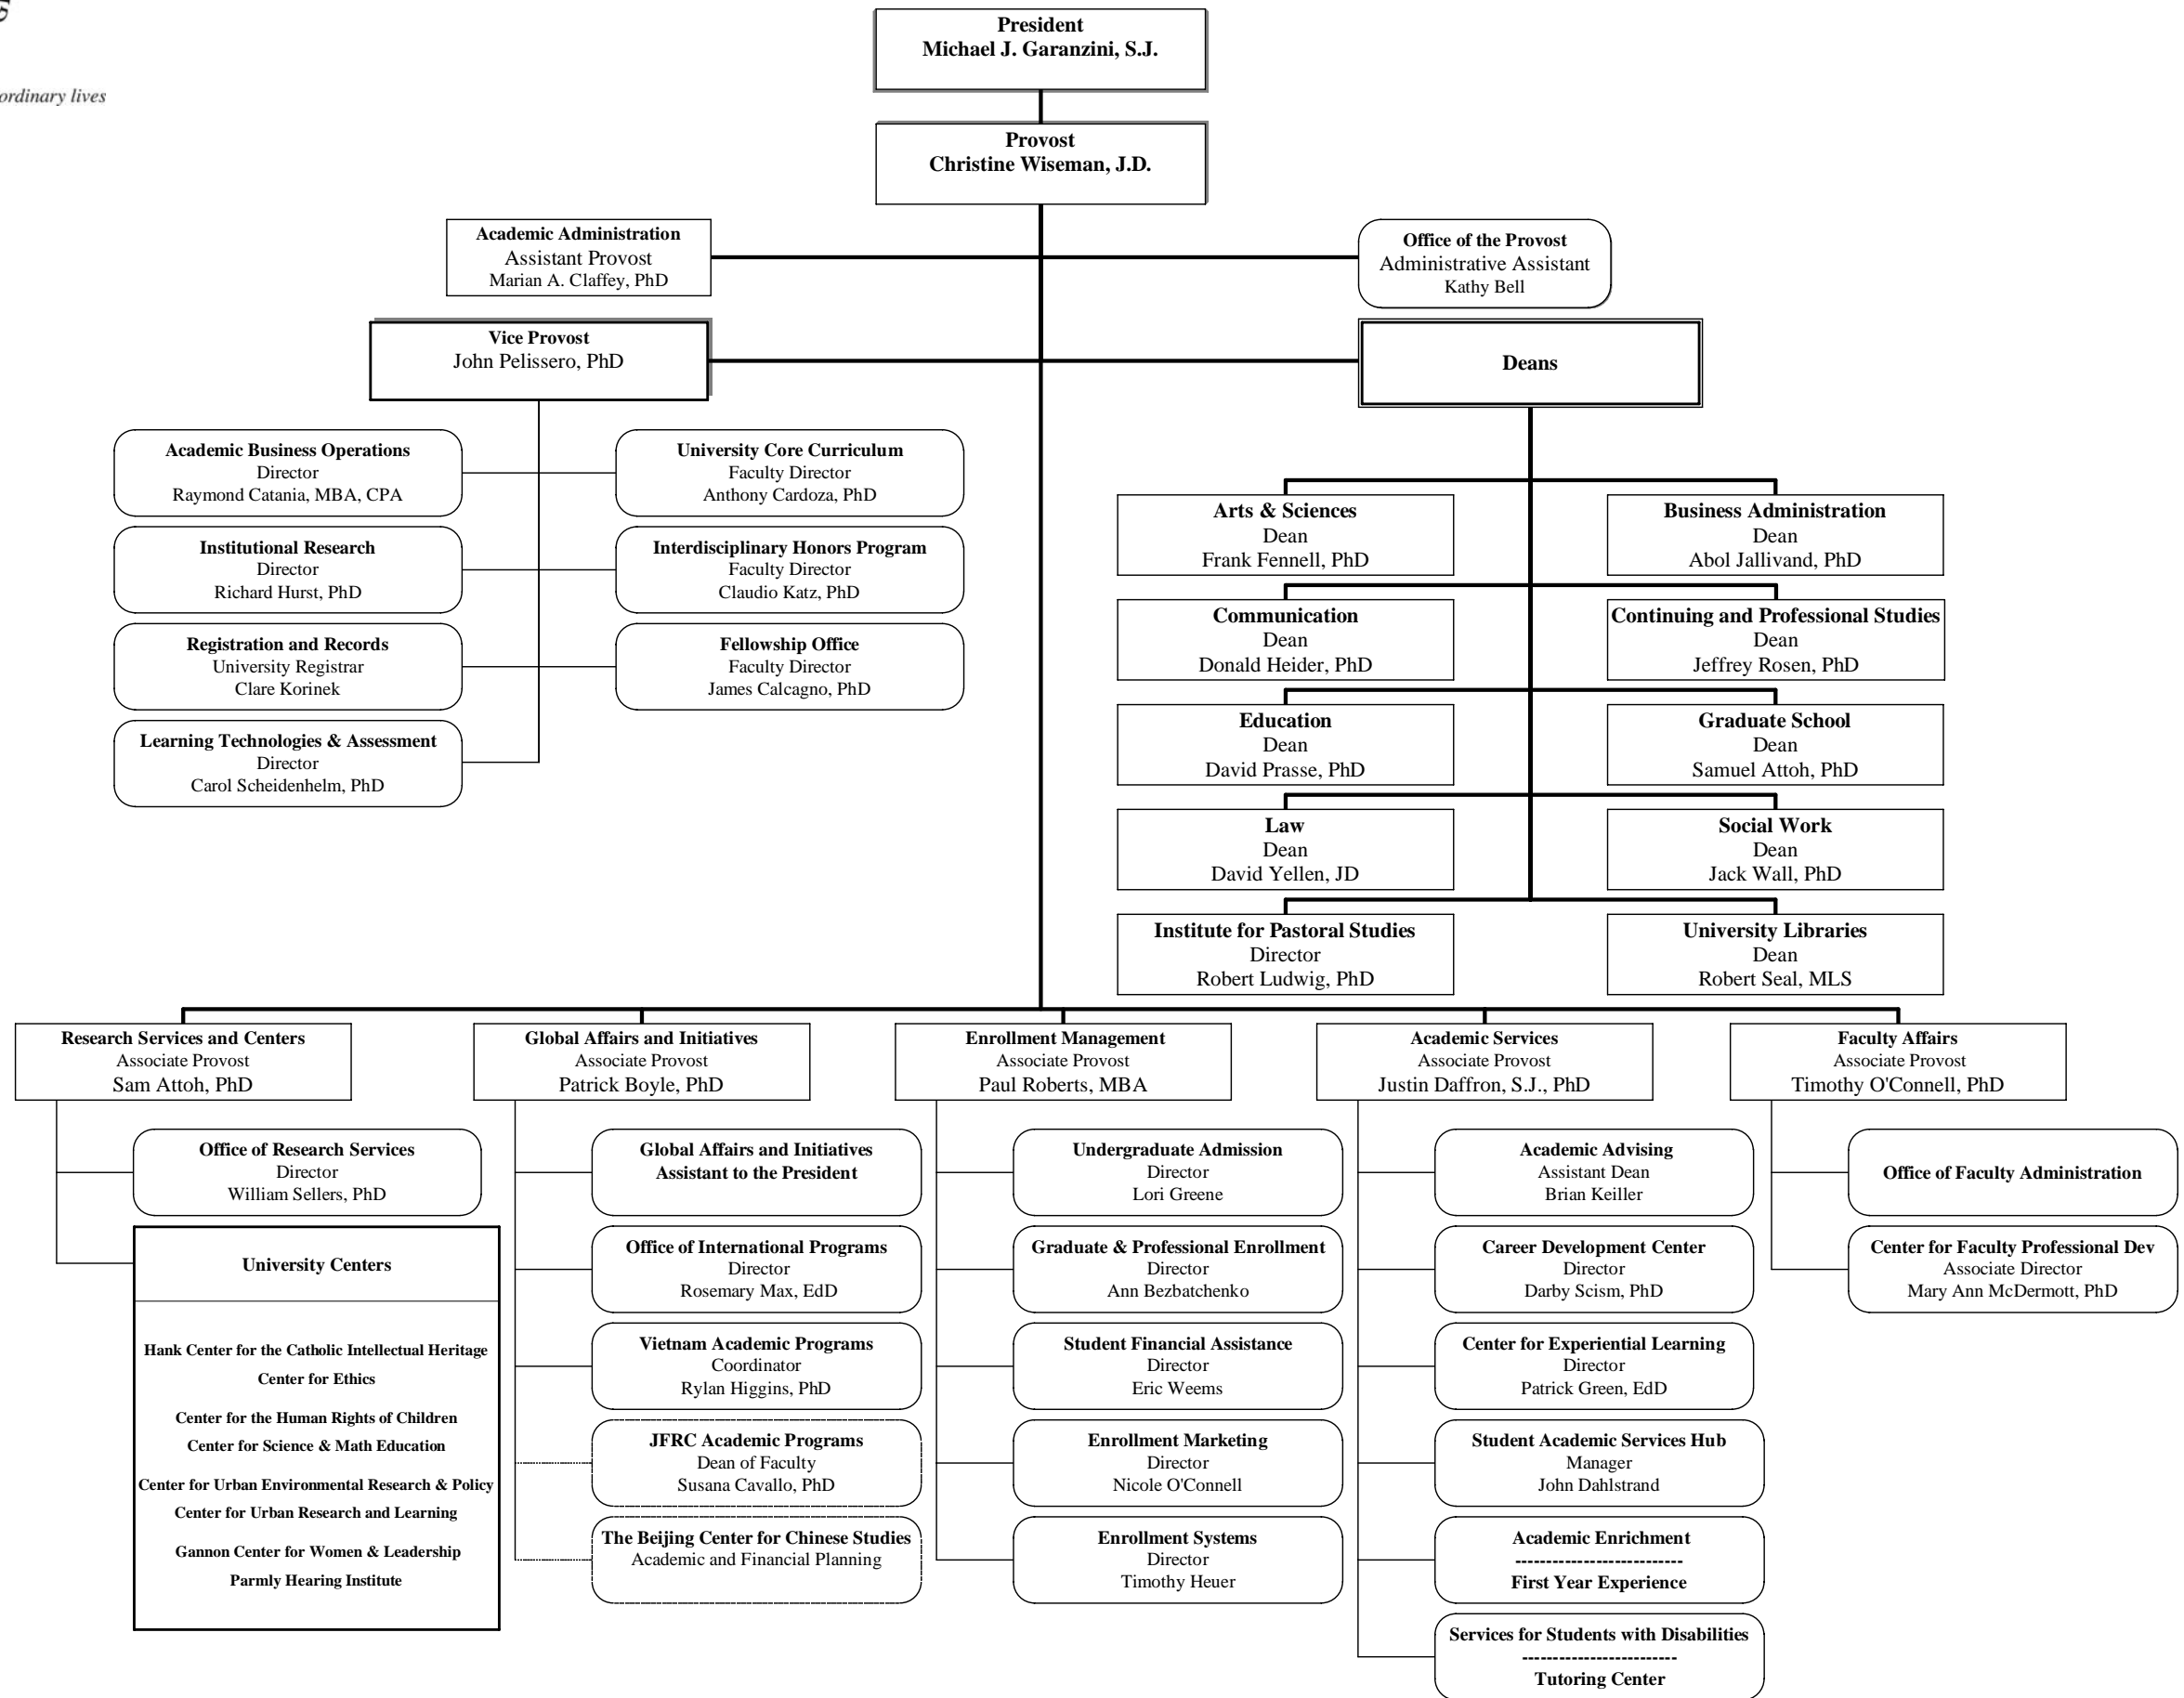 ordinary lives
President
Michael J. Garanzini, S.J.
Provost
Christine Wiseman, J.D.
Academic Administration
Assistant Provost
Marian A. Claffey, PhD
Office of the Provost
Administrative Assistant
Kathy Bell
Vice Provost
John Pelissero, PhD
Deans
Academic Business Operations
Director
Raymond Catania, MBA, CPA
University Core Curriculum
Faculty Director
Anthony Cardoza, PhD
Institutional Research
Director
Richard Hurst, PhD
Interdisciplinary Honors Program
Faculty Director
Claudio Katz, PhD
Registration and Records
University Registrar
Clare Korinek
Fellowship Office
Faculty Director
James Calcagno, PhD
Learning Technologies & Assessment
Director
Carol Scheidenhelm, PhD
Arts & Sciences
Dean
Frank Fennell, PhD
Business Administration
Dean
Abol Jallivand, PhD
Communication
Dean
Donald Heider, PhD
Continuing and Professional Studies
Dean
Jeffrey Rosen, PhD
Education
Dean
David Prasse, PhD
Graduate School
Dean
Samuel Attoh, PhD
Law
Dean
David Yellen, JD
Social Work
Dean
Jack Wall, PhD
Institute for Pastoral Studies
Director
Robert Ludwig, PhD
University Libraries
Dean
Robert Seal, MLS
Research Services and Centers
Associate Provost
Sam Attoh, PhD
Office of Research Services
Director
William Sellers, PhD
University Centers
Hank Center for the Catholic Intellectual Heritage
Center for Ethics
Center for the Human Rights of Children
Center for Science & Math Education
Center for Urban Environmental Research & Policy
Center for Urban Research and Learning
Gannon Center for Women & Leadership
Parmly Hearing Institute
Global Affairs and Initiatives
Associate Provost
Patrick Boyle, PhD
Global Affairs and Initiatives
Assistant to the President
Office of International Programs
Director
Rosemary Max, EdD
Vietnam Academic Programs
Coordinator
Rylan Higgins, PhD
JFRC Academic Programs
Dean of Faculty
Susana Cavallo, PhD
The Beijing Center for Chinese Studies
Academic and Financial Planning
Enrollment Management
Associate Provost
Paul Roberts, MBA
Undergraduate Admission
Director
Lori Greene
Graduate & Professional Enrollment
Director
Ann Bezbatchenko
Student Financial Assistance
Director
Eric Weems
Enrollment Marketing
Director
Nicole O'Connell
Enrollment Systems
Director
Timothy Heuer
Academic Services
Associate Provost
Justin Daffron, S.J., PhD
Academic Advising
Assistant Dean
Brian Keiller
Career Development Center
Director
Darby Scism, PhD
Center for Experiential Learning
Director
Patrick Green, EdD
Student Academic Services Hub
Manager
John Dahlstrand
Academic Enrichment
---------------------------
First Year Experience
Services for Students with Disabilities
-------------------------
Tutoring Center
Faculty Affairs
Associate Provost
Timothy O'Connell, PhD
Office of Faculty Administration
Center for Faculty Professional Dev
Associate Director
Mary Ann McDermott, PhD